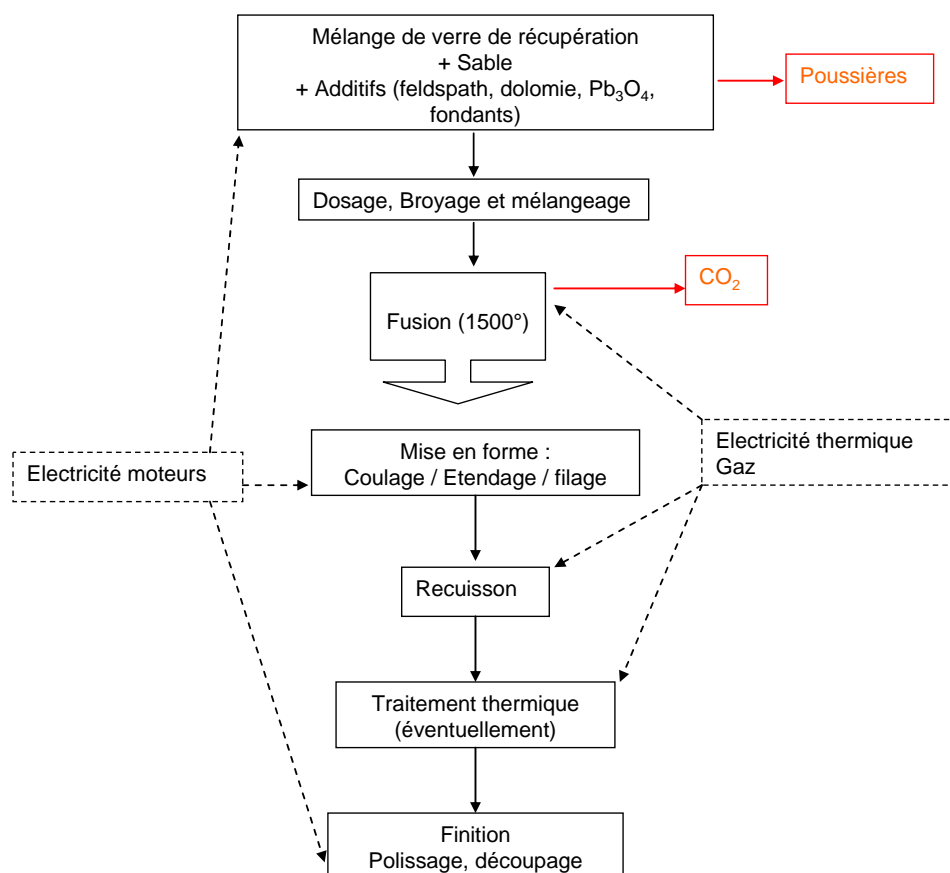 Mélange de verre de récupération
+ Sable
+ Additifs (feldspath, dolomie, Pb₃O₄,
fondants)
Poussières
Dosage, Broyage et mélangeage
CO₂
Fusion (1500°)
Mise en forme :
Coulage / Etendage / filage
Electricité thermique
Gaz
Electricité moteurs
Recuisson
Traitement thermique
(éventuellement)
Finition
Polissage, découpage